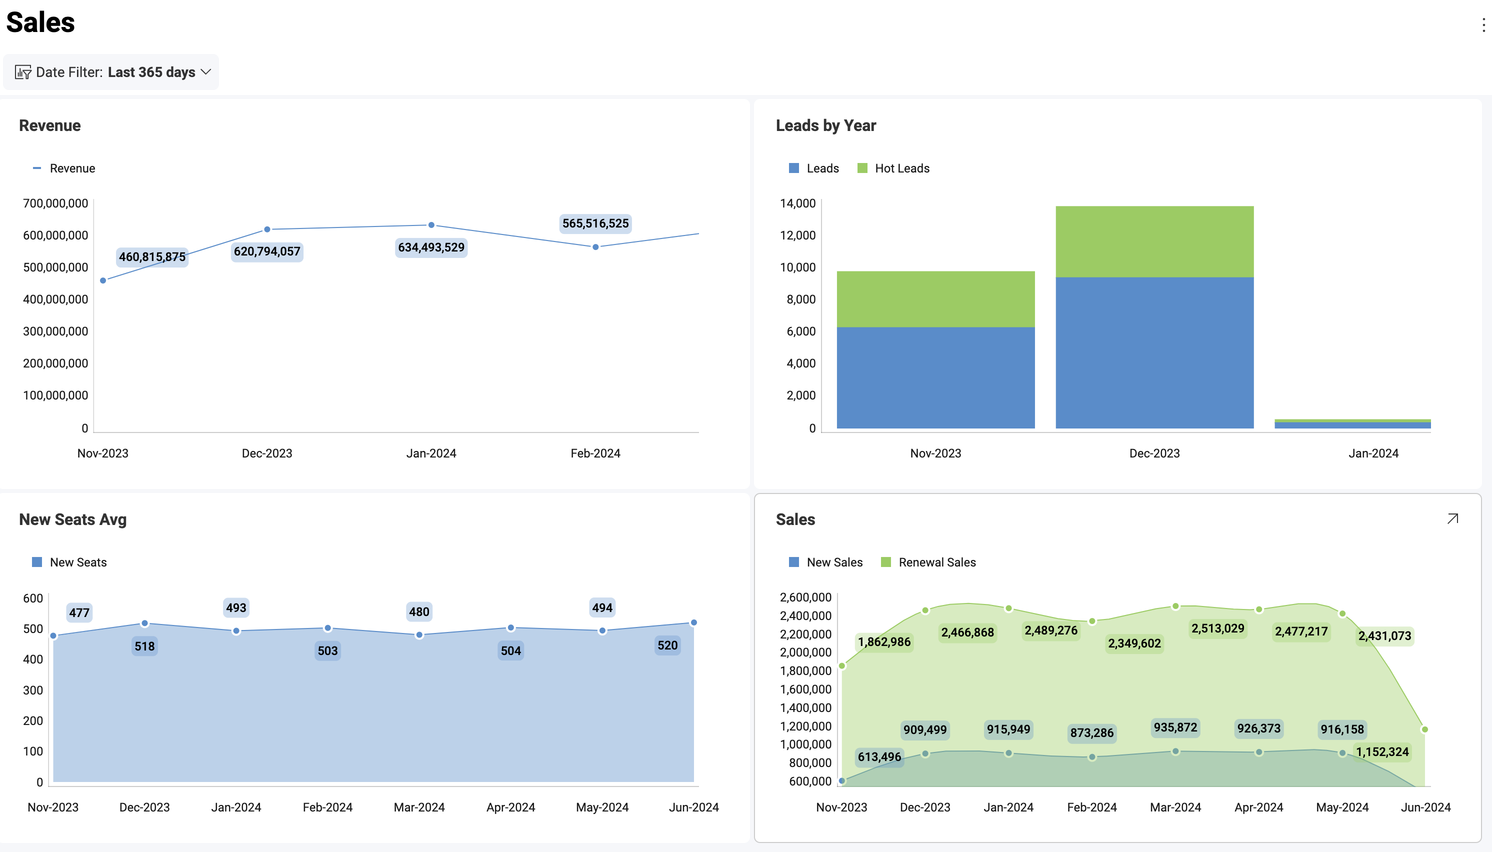 Sales
Date Filter: Last 365 days
Revenue
Revenue
700,000,000
600,000,000
500,000,000
400,000,000
300,000,000
200,000,000
100,000,000
0
460,815,875
620,794,057
634,493,529
565,516,525
Nov-2023 Dec-2023 Jan-2024 Feb-2024
Leads by Year
Leads Hot Leads
14,000
12,000
10,000
8,000
6,000
4,000
2,000
0
Nov-2023 Dec-2023 Jan-2024
New Seats Avg
New Seats
600
500
400
300
200
100
0
477 518 493 503 480 504 494 520
Nov-2023 Dec-2023 Jan-2024 Feb-2024 Mar-2024 Apr-2024 May-2024 Jun-2024
Sales
New Sales Renewal Sales
2,600,000
2,400,000
2,200,000
2,000,000
1,800,000
1,600,000
1,400,000
1,200,000
1,000,000
800,000
600,000
1,862,986 2,466,868 2,489,276 2,349,602 2,513,029 2,477,217 2,431,073 1,152,324
613,496 909,499 915,949 873,286 935,872 926,373 916,158
Nov-2023 Dec-2023 Jan-2024 Feb-2024 Mar-2024 Apr-2024 May-2024 Jun-2024